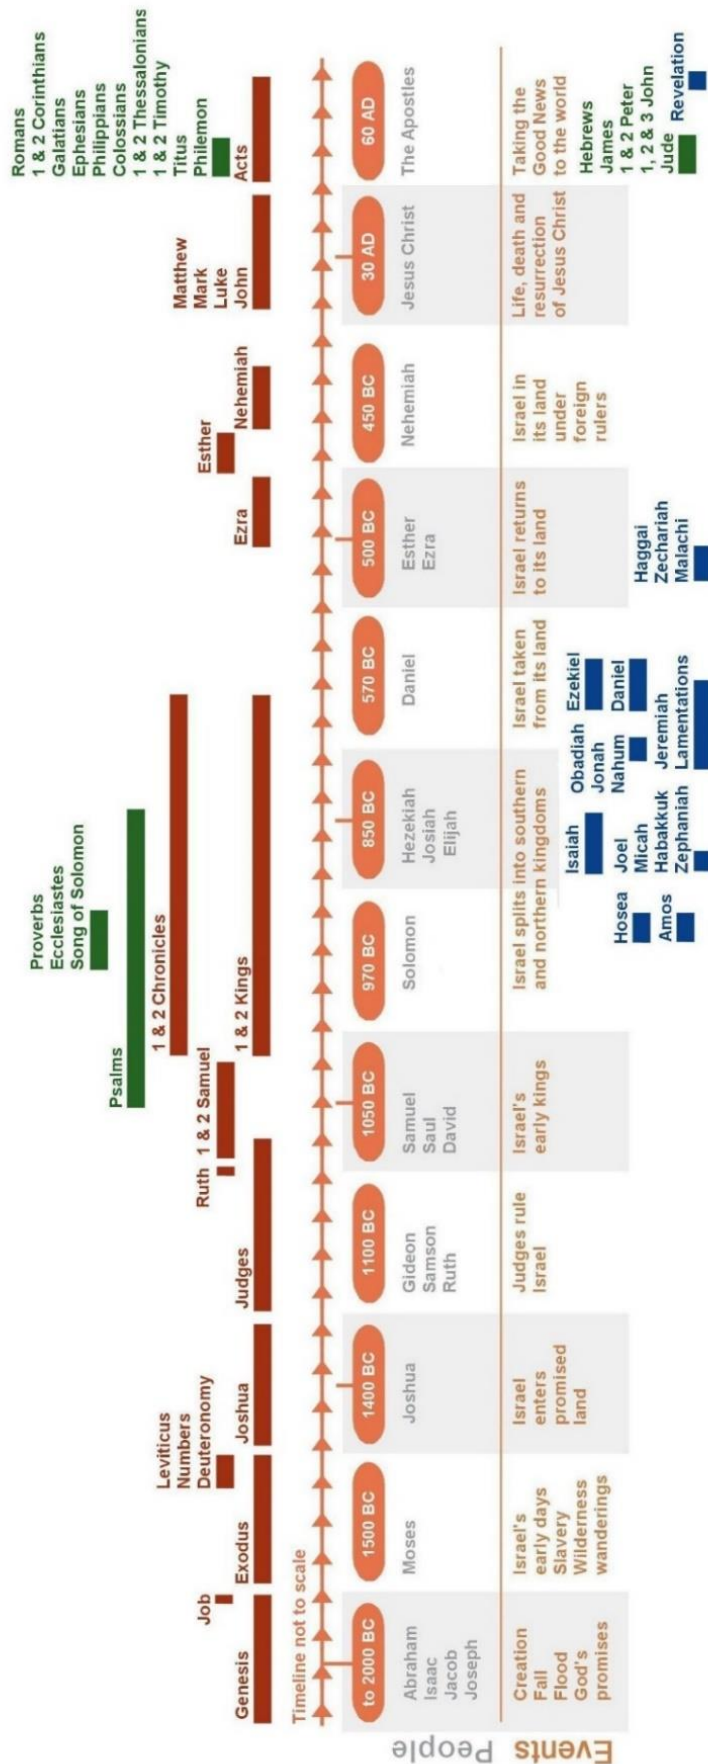 Romans
1 & 2 Corinthians
Galatians
Ephesians
Philippians
Colossians
1 & 2 Thessalonians
1 & 2 Timothy
Titus
Philemon
Proverbs
Ecclesiastes
Song of Solomon
Psalms
1 & 2 Chronicles
Matthew
Mark
Luke
John
Leviticus
Numbers
Deuteronomy
Job
Ruth
1 & 2 Samuel
Esther
Genesis
Exodus
Joshua
Judges
1 & 2 Kings
Ezra
Nehemiah
Acts
Timeline not to scale
to 2000 BC
1500 BC
1400 BC
1100 BC
1050 BC
970 BC
850 BC
570 BC
500 BC
450 BC
30 AD
60 AD
People
Abraham
Isaac
Jacob
Joseph
Moses
Joshua
Gideon
Samson
Ruth
Samuel
Saul
David
Solomon
Hezekiah
Josiah
Elijah
Daniel
Esther
Ezra
Nehemiah
Jesus Christ
The Apostles
Events
Creation
Fall
Flood
God's
promises
Israel's
early days
Slavery
Wilderness
wanderings
Israel
enters
promised
land
Judges rule
Israel
Israel's
early kings
Israel splits into southern
and northern kingdoms
Israel taken
from its land
Israel returns
to its land
Israel in
its land
under
foreign
rulers
Life, death and
resurrection
of Jesus Christ
Taking the
Good News
to the world
Hosea
Amos
Isaiah
Joel
Micah
Habakkuk
Zephaniah
Obadiah
Jonah
Nahum
Jeremiah
Lamentations
Ezekiel
Daniel
Haggai
Zechariah
Malachi
Hebrews
James
1 & 2 Peter
1, 2 & 3 John
Jude
Revelation